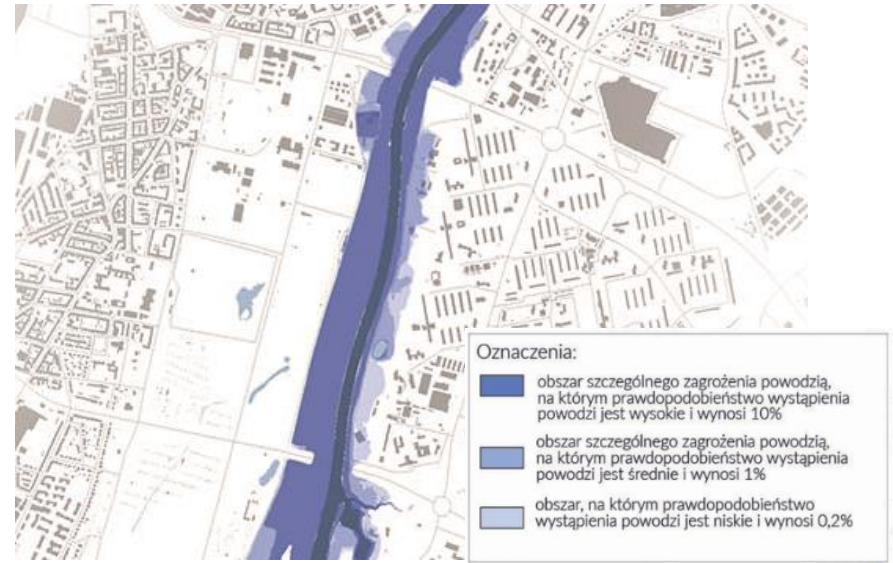 Oznaczenia:
obszar szczególnego zagrożenia powodzią,
na którym prawdopodobieństwo wystąpienia
powodzi jest wysokie i wynosi 10%
obszar szczególnego zagrożenia powodzią,
na którym prawdopodobieństwo wystąpienia
powodzi jest średnie i wynosi 1%
obszar, na którym prawdopodobieństwo
wystąpienia powodzi jest niskie i wynosi 0,2%